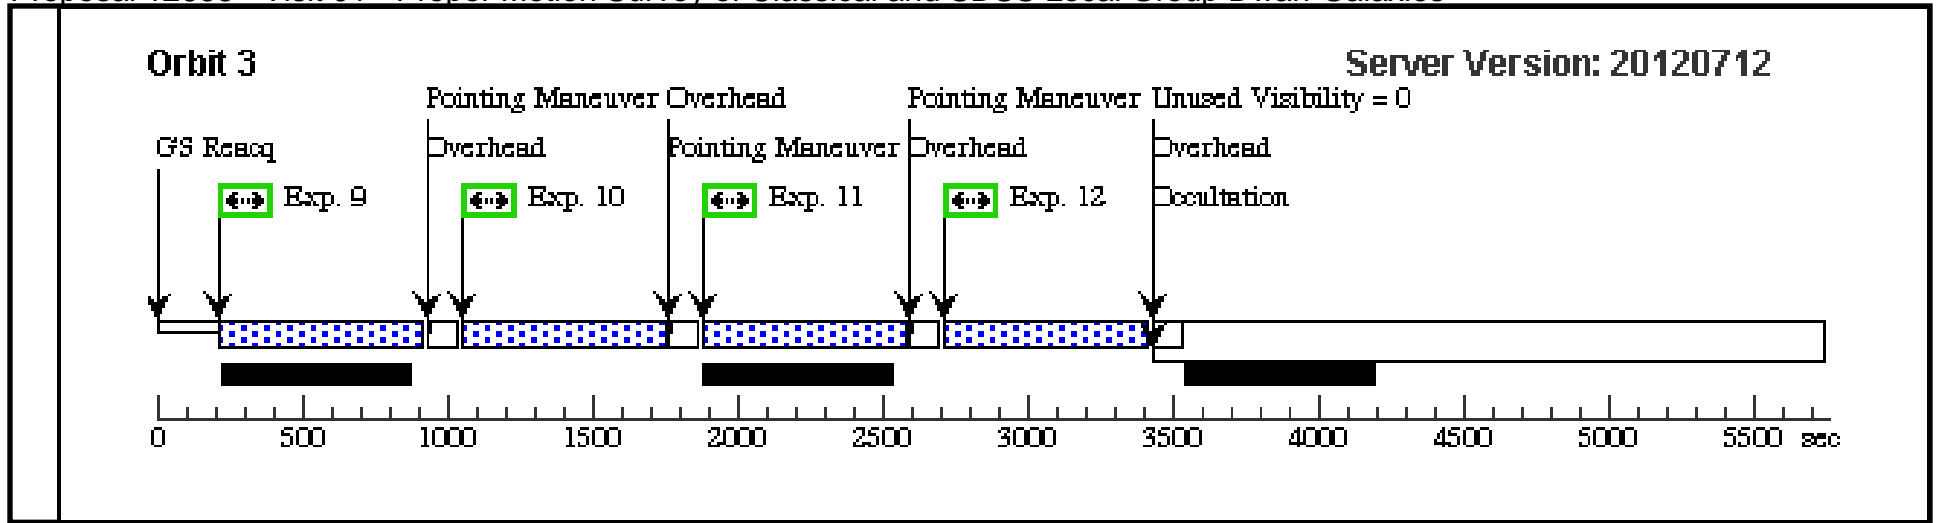 Orbit 3
Server Version: 20120712
Pointing Maneuver Overhead Pointing Maneuver Unused Visibility = 0
GS Reacq Overhead Pointing Maneuver Overhead Overhead
Exp. 9 Exp. 10 Exp. 11 Exp. 12 Occultation
0 500 1000 1500 2000 2500 3000 3500 4000 4500 5000 5500 sec